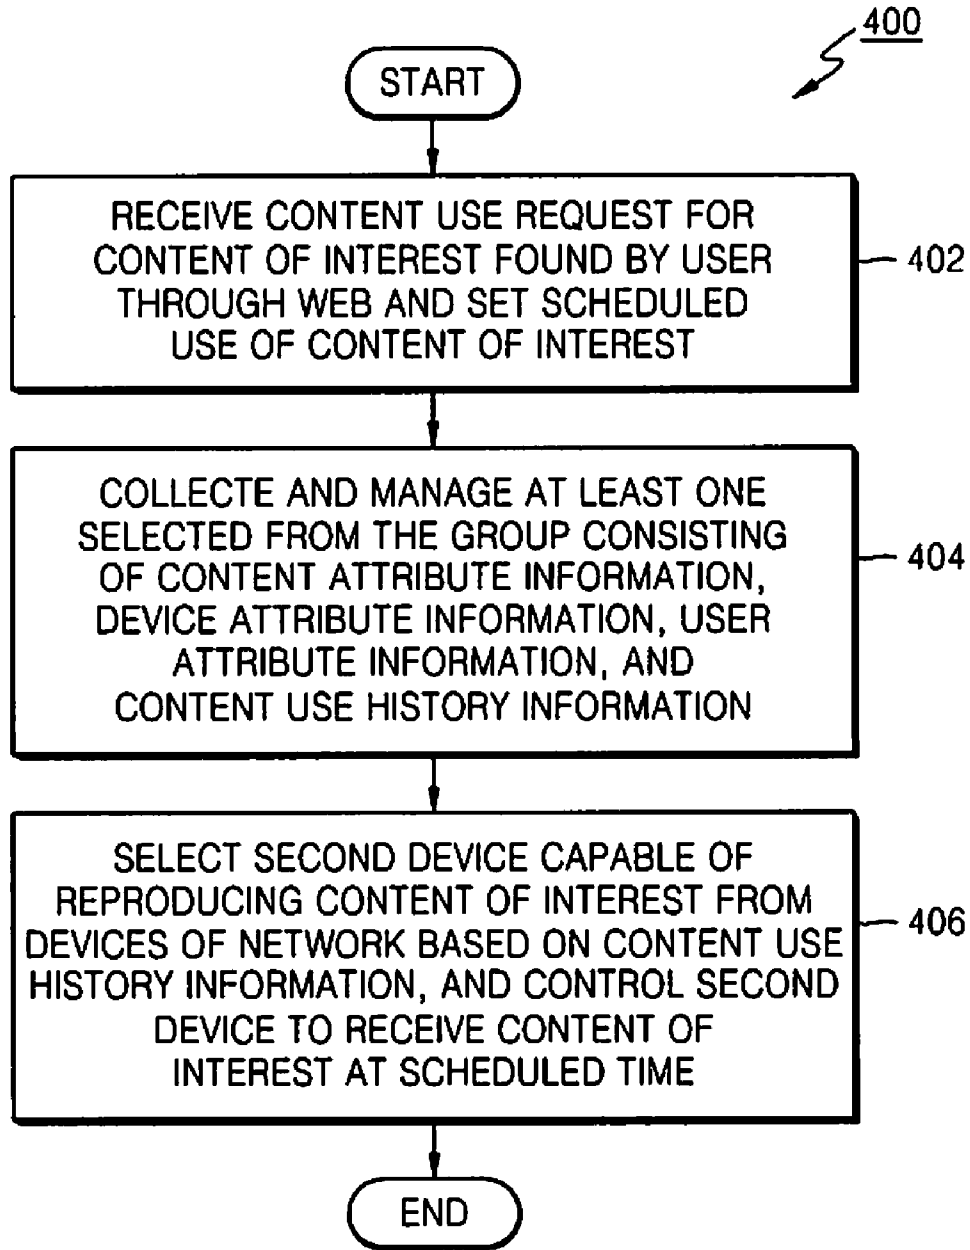 400
START
RECEIVE CONTENT USE REQUEST FOR
CONTENT OF INTEREST FOUND BY USER
THROUGH WEB AND SET SCHEDULED
USE OF CONTENT OF INTEREST
402
COLLECTE AND MANAGE AT LEAST ONE
SELECTED FROM THE GROUP CONSISTING
OF CONTENT ATTRIBUTE INFORMATION,
DEVICE ATTRIBUTE INFORMATION, USER
ATTRIBUTE INFORMATION, AND
CONTENT USE HISTORY INFORMATION
404
SELECT SECOND DEVICE CAPABLE OF
REPRODUCING CONTENT OF INTEREST FROM
DEVICES OF NETWORK BASED ON CONTENT USE
HISTORY INFORMATION, AND CONTROL SECOND
DEVICE TO RECEIVE CONTENT OF
INTEREST AT SCHEDULED TIME
406
END